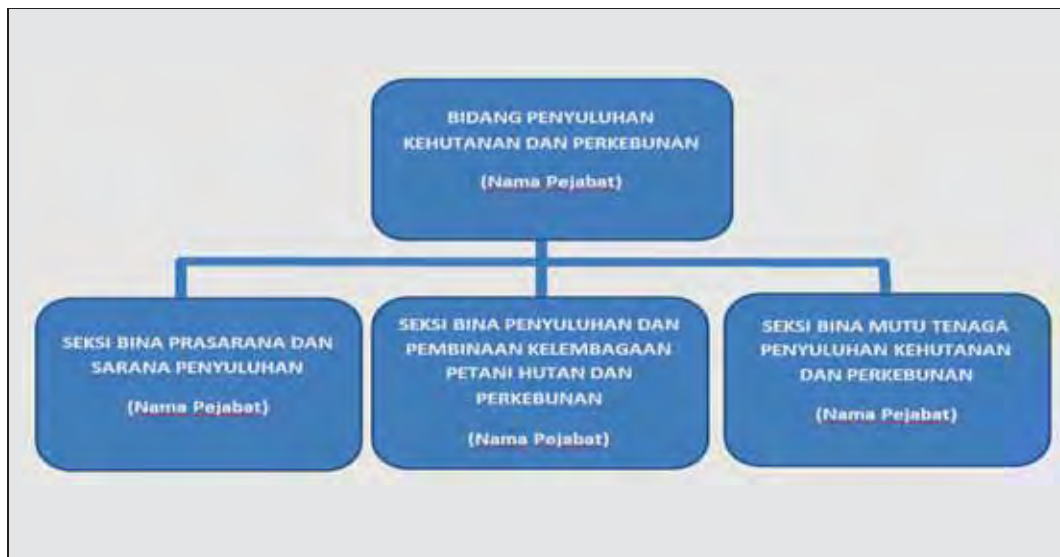 BIDANG PENYULUHAN
KEHUTANAN DAN PERKEBUNAN
(Nama Pejabat)
SEKSI BINA PRASARANA DAN
SARANA PENYULUHAN
(Nama Pejabat)
SEKSI BINA PENYULUHAN DAN
PEMBINAAN KELEMBAGAAN
PETANI HUTAN DAN
PERKEBUNAN
(Nama Pejabat)
SEKSI BINA MUTU TENAGA
PENYULUHAN KEHUTANAN
DAN PERKEBUNAN
(Nama Pejabat)